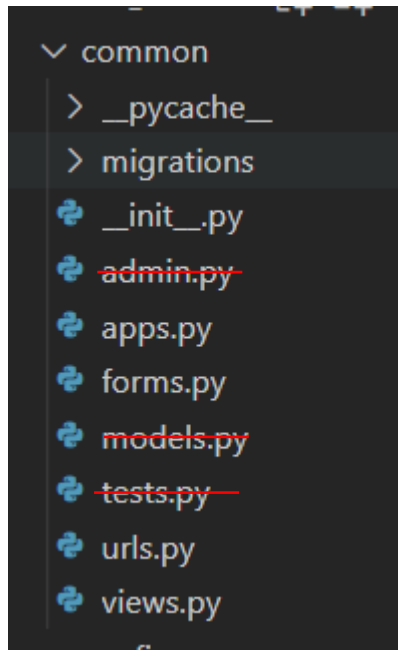 common
__pycache__
migrations
__init__.py
admin.py
apps.py
forms.py
models.py
tests.py
urls.py
views.py